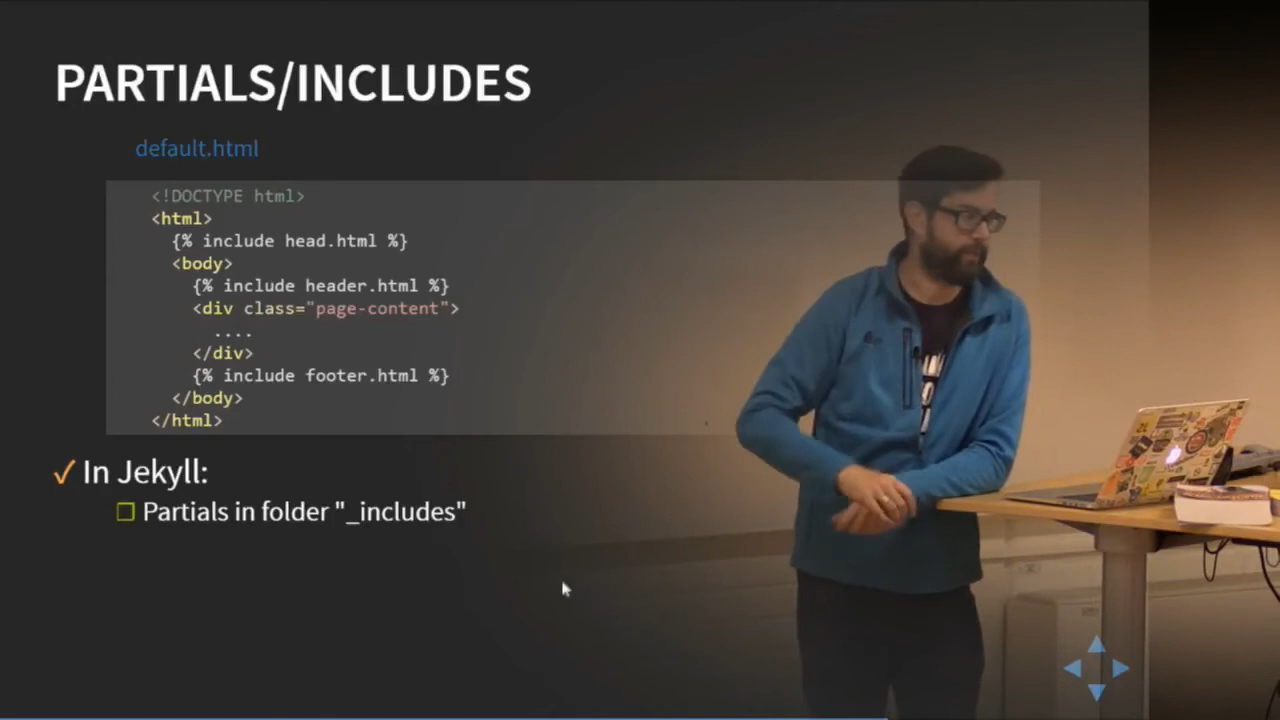 PARTIALS/INCLUDES
default.html
<!DOCTYPE html>
<html>
  {% include head.html %}
  <body>
    {% include header.html %}
    <div class="page-content">
      ....
    </div>
    {% include footer.html %}
  </body>
</html>
In Jekyll:
Partials in folder "_includes"